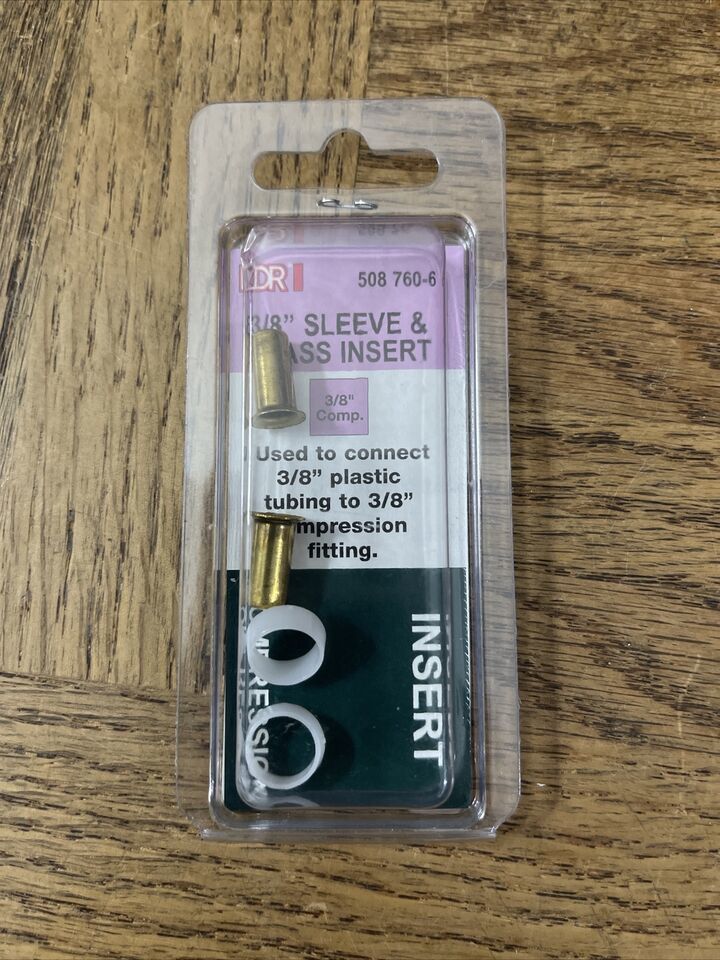 LDR
508 760-6
3/8" SLEEVE &
ASS INSERT
3/8"
Comp.
Used to connect
3/8" plastic
tubing to 3/8"
mpression
fitting.
INSERT